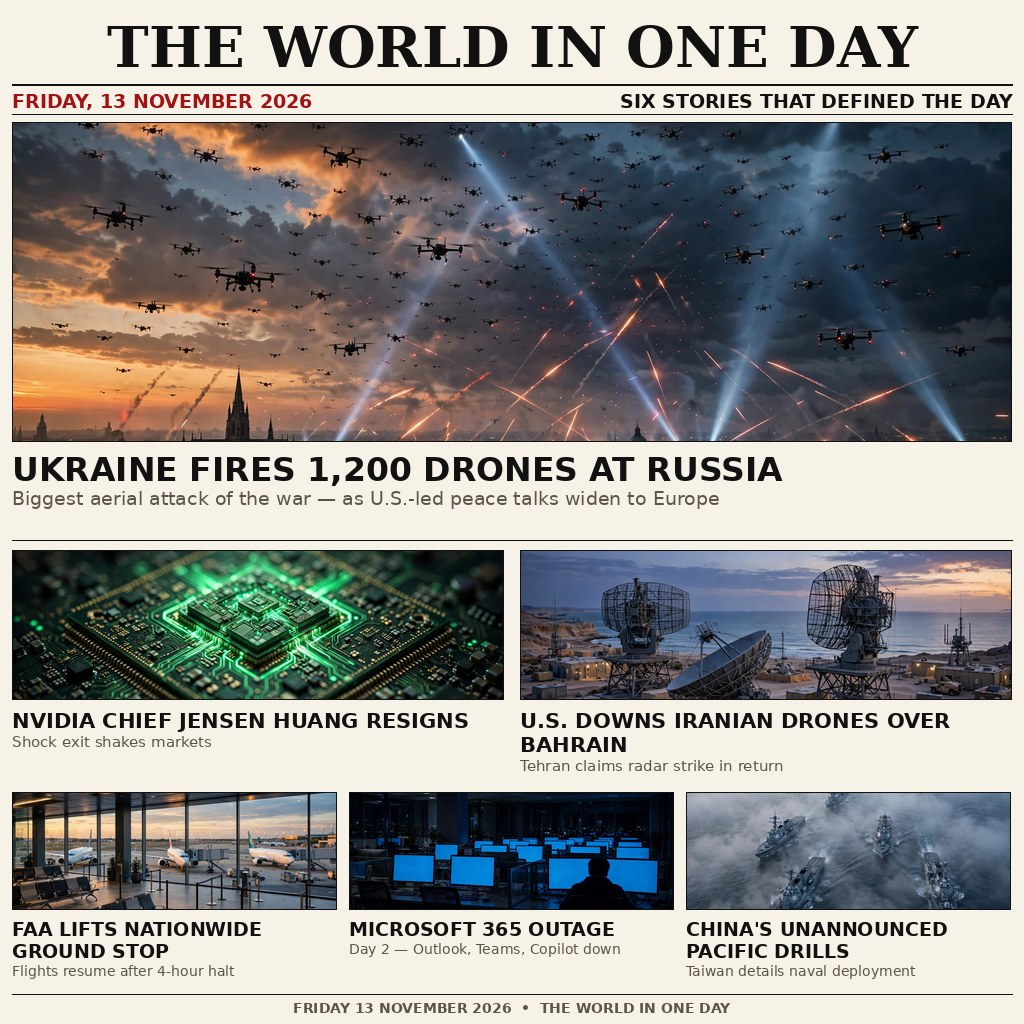 THE WORLD IN ONE DAY
FRIDAY, 13 NOVEMBER 2026
SIX STORIES THAT DEFINED THE DAY
UKRAINE FIRES 1,200 DRONES AT RUSSIA
Biggest aerial attack of the war — as U.S.-led peace talks widen to Europe
NVIDIA CHIEF JENSEN HUANG RESIGNS
Shock exit shakes markets
U.S. DOWNS IRANIAN DRONES OVER
BAHRAIN
Tehran claims radar strike in return
FAA LIFTS NATIONWIDE
GROUND STOP
Flights resume after 4-hour halt
MICROSOFT 365 OUTAGE
Day 2 — Outlook, Teams, Copilot down
CHINA'S UNANNOUNCED
PACIFIC DRILLS
Taiwan details naval deployment
FRIDAY 13 NOVEMBER 2026 • THE WORLD IN ONE DAY